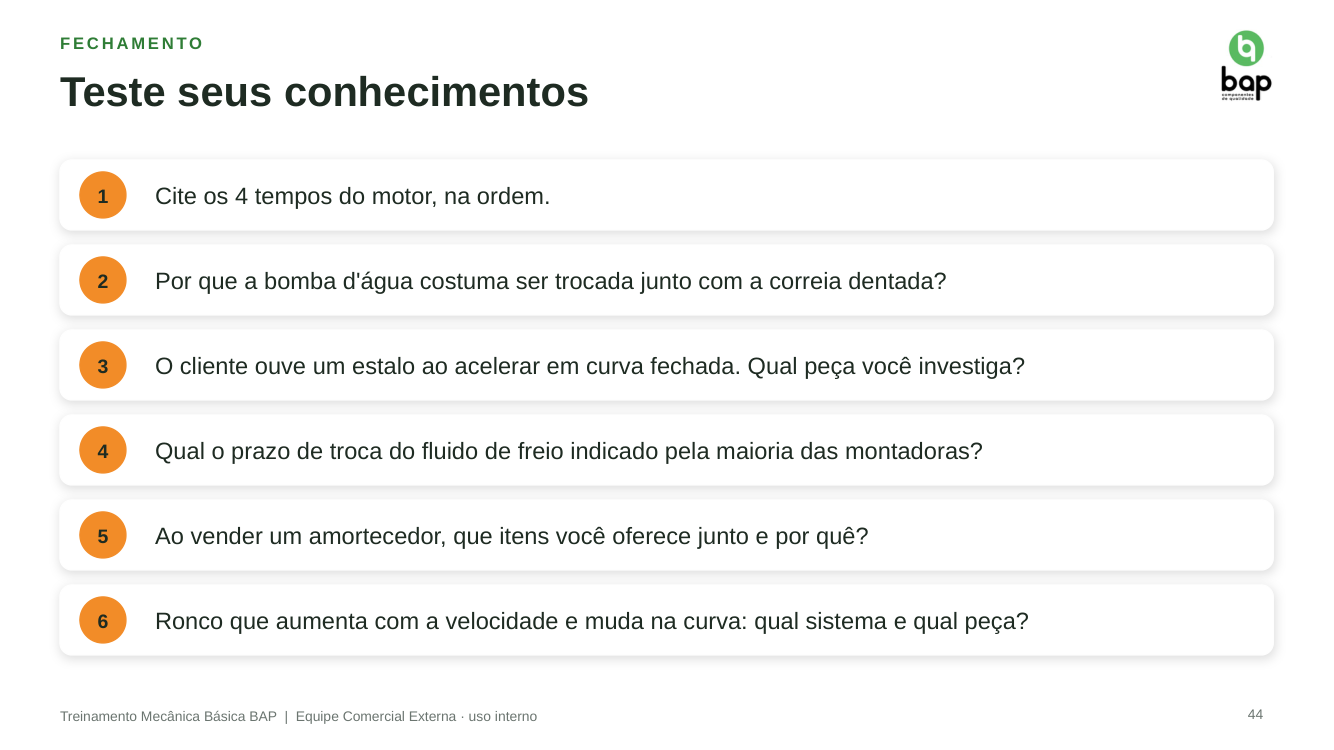 FECHAMENTO
Teste seus conhecimentos
bap
componentes
de qualidade
1 Cite os 4 tempos do motor, na ordem.
2 Por que a bomba d'água costuma ser trocada junto com a correia dentada?
3 O cliente ouve um estalo ao acelerar em curva fechada. Qual peça você investiga?
4 Qual o prazo de troca do fluido de freio indicado pela maioria das montadoras?
5 Ao vender um amortecedor, que itens você oferece junto e por quê?
6 Ronco que aumenta com a velocidade e muda na curva: qual sistema e qual peça?
Treinamento Mecânica Básica BAP | Equipe Comercial Externa · uso interno
44